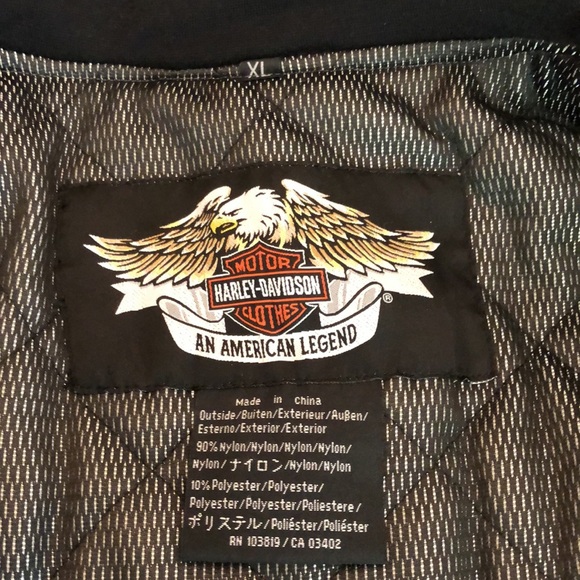 XL
MOTOR
HARLEY-DAVIDSON
CLOTHES
®
AN AMERICAN LEGEND
Made in China
Outside/Buiten/Exterieur/Außen/
Esterno/Exterior/Exterior
90% Nylon/Nylon/Nylon/Nylon/
Nylon/ナイロン/Nylon/Nylon
10% Polyester/Polyester/
Polyester/Polyester/Poliestere/
ポリステル/Poliéster/Poliéster
RN 103819 / CA 03402